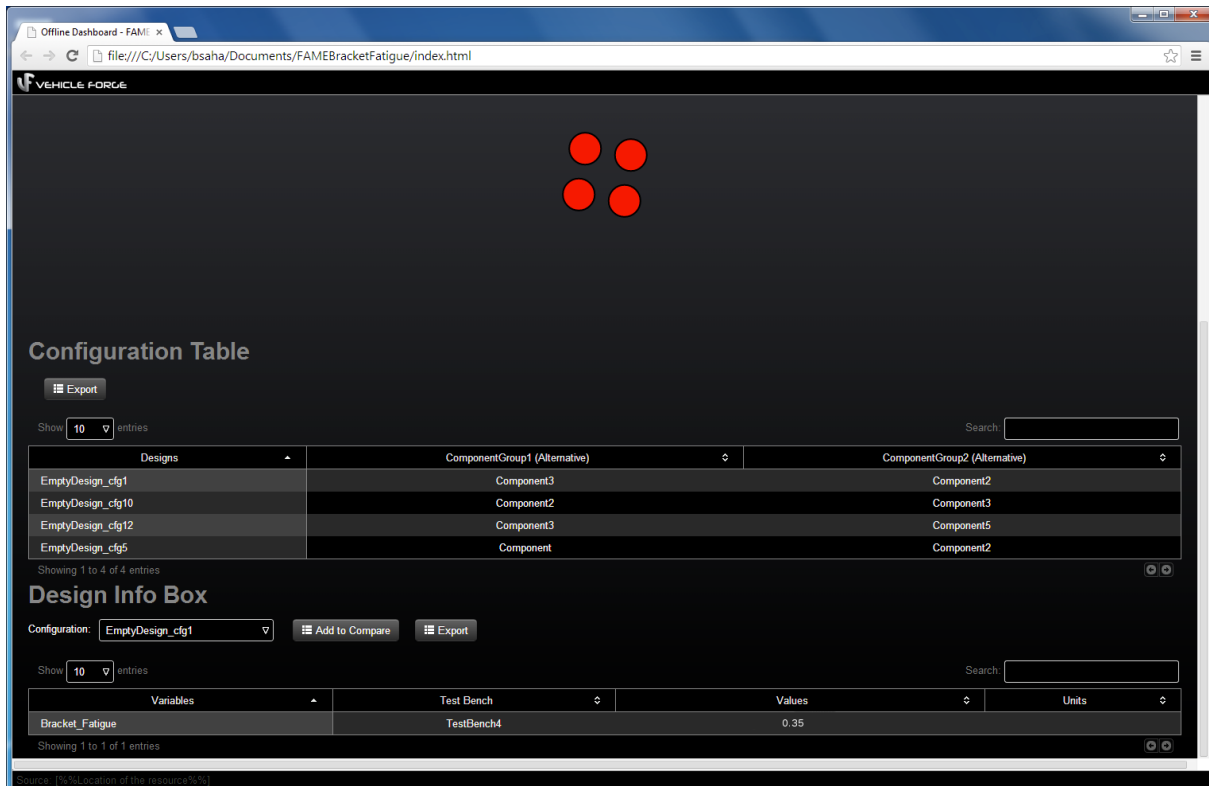 Offline Dashboard - FAME
file:///C:/Users/bsaha/Documents/FAMEBracketFatigue/index.html
VF VEHICLE FORGE
Configuration Table
Export
Show 10 entries Search:
Designs ComponentGroup1 (Alternative) ComponentGroup2 (Alternative)
EmptyDesign_cfg1 Component3 Component2
EmptyDesign_cfg10 Component2 Component3
EmptyDesign_cfg12 Component3 Component5
EmptyDesign_cfg5 Component Component2
Showing 1 to 4 of 4 entries
Design Info Box
Configuration: EmptyDesign_cfg1 Add to Compare Export
Show 10 entries Search:
Variables Test Bench Values Units
Bracket_Fatigue TestBench4 0.35
Showing 1 to 1 of 1 entries
Source: [%%Location of the resource%%]